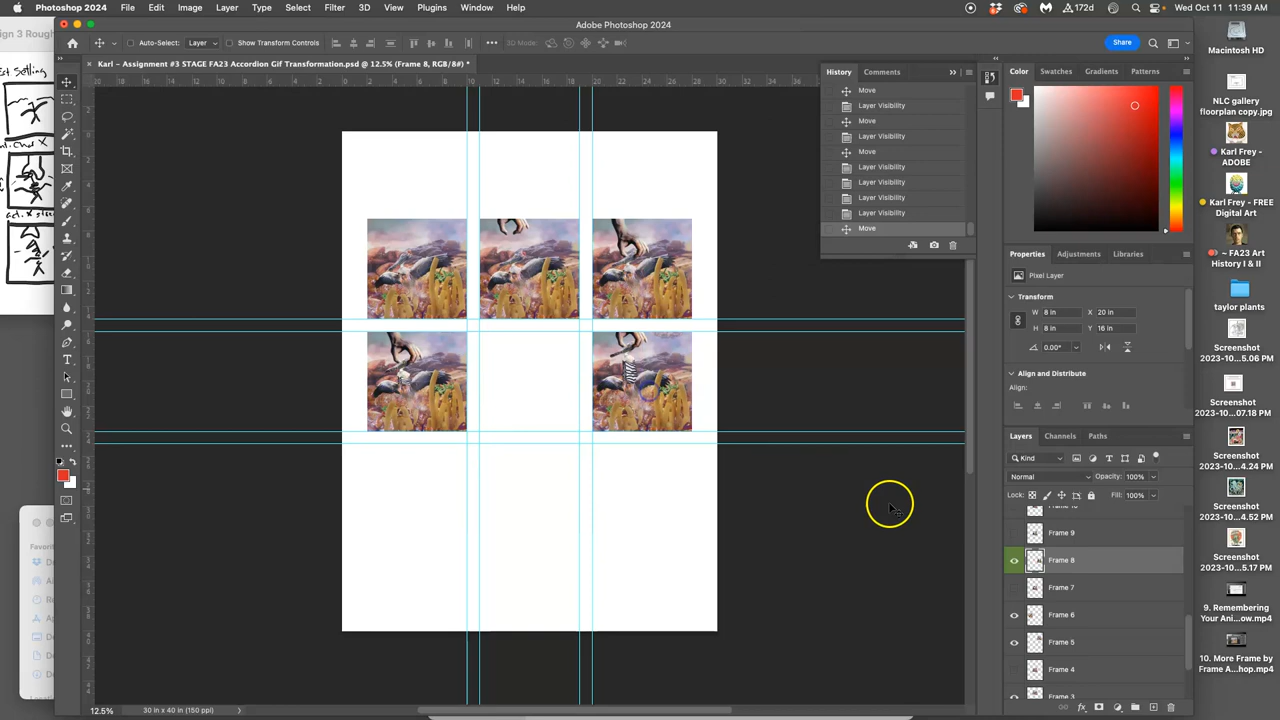 Photoshop File Edit Image Layer Type Select Filter 3D View Plugins Window Help
172d
Wed Oct 11 11:39 AM
Adobe Photoshop 2024
Auto-Select: Layer Show Transform Controls
3D Mode:
Share
Karl – Assignment #3 STAGE FA23 Accordion Gif Transformation.psd @ 12.5% (Frame 8, RGB/8#) *
History Comments
Move
Layer Visibility
Move
Layer Visibility
Move
Layer Visibility
Layer Visibility
Layer Visibility
Layer Visibility
Move
Color Swatches Gradients Patterns
Properties Adjustments Libraries
Pixel Layer
Transform
W 8 in X 20 in
H 8 in Y 16 in
0.00°
Align and Distribute
Align:
Layers Channels Paths
Kind
Normal Opacity: 100%
Lock: Fill: 100%
Frame 10
Frame 9
Frame 8
Frame 7
Frame 6
Frame 5
Frame 4
Frame 3
12.5% 30 in x 40 in (150 ppi)
sign 3 Rough
Favori
Macintosh HD
NLC gallery
floorplan copy.jpg
Karl Frey -
ADOBE
Karl Frey - FREE
Digital Art
~ FA23 Art
History I & II
taylor plants
Screenshot
2023-10...5.06 PM
Screenshot
2023-10...07.18 PM
Screenshot
2023-10...4.24 PM
Screenshot
2023-10...4.52 PM
Screenshot
2023-10...5.17 PM
9. Remembering
Your Ani...ow.mp4
10. More Frame by
Frame A...hop.mp4